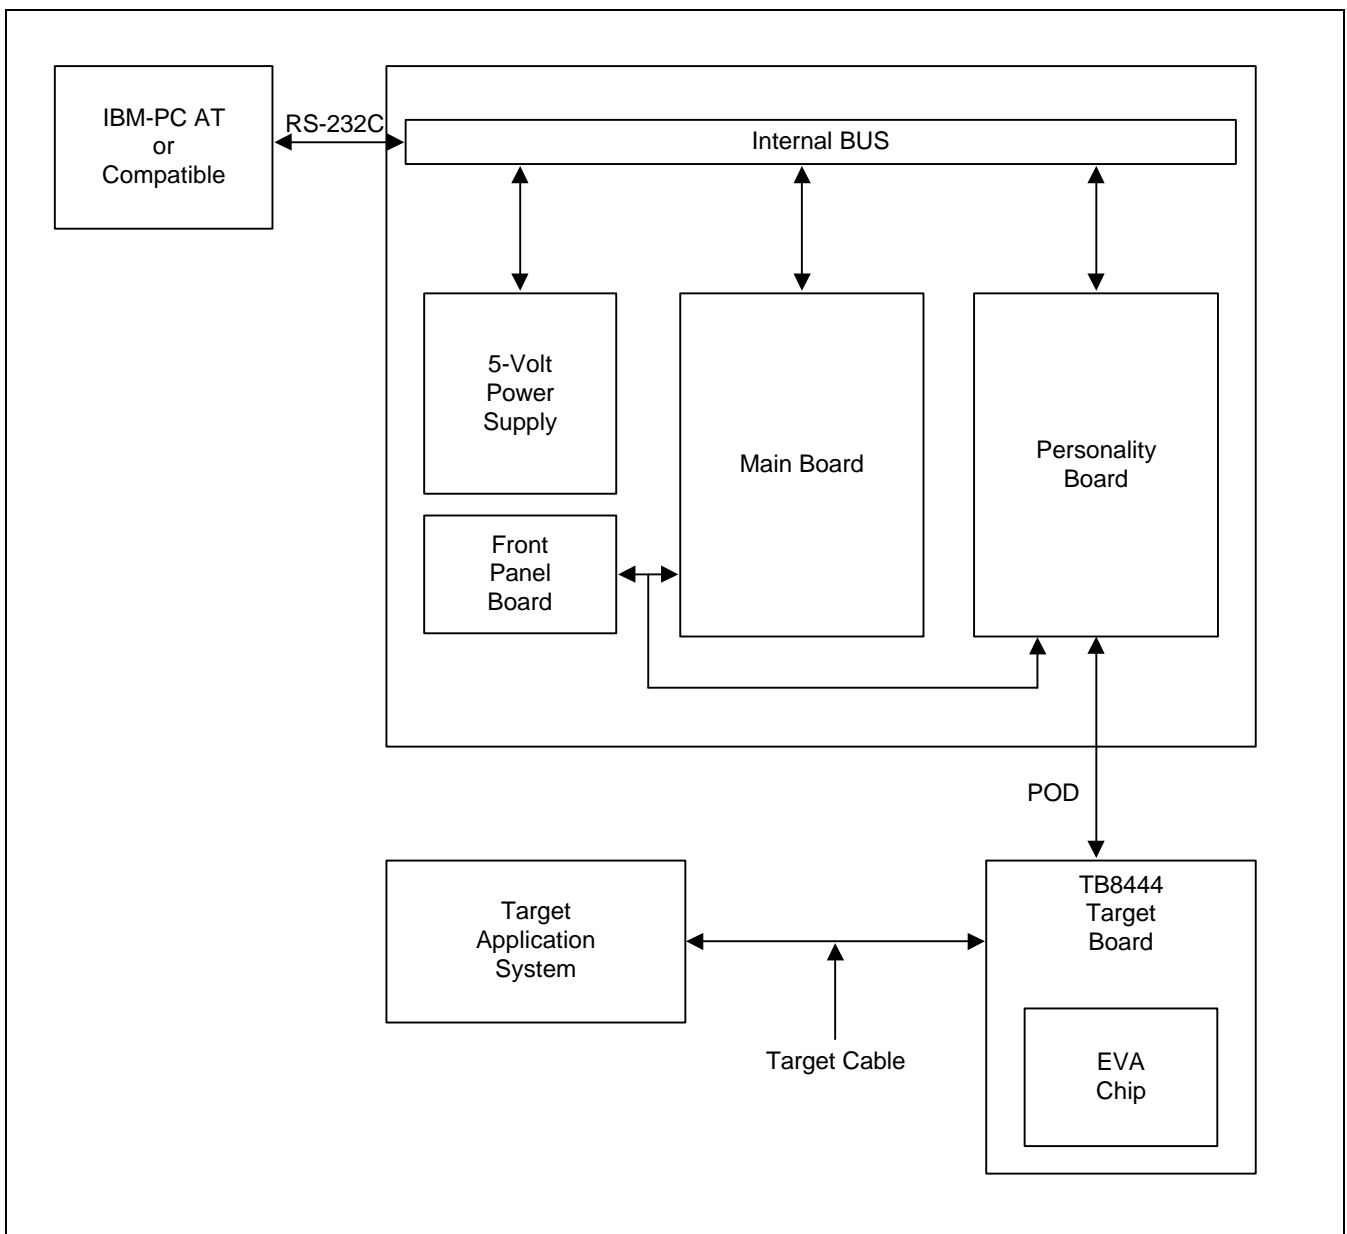 IBM-PC AT
or
Compatible
RS-232C
Internal BUS
5-Volt
Power
Supply
Main Board
Personality
Board
Front
Panel
Board
POD
Target
Application
System
Target Cable
TB8444
Target
Board
EVA
Chip